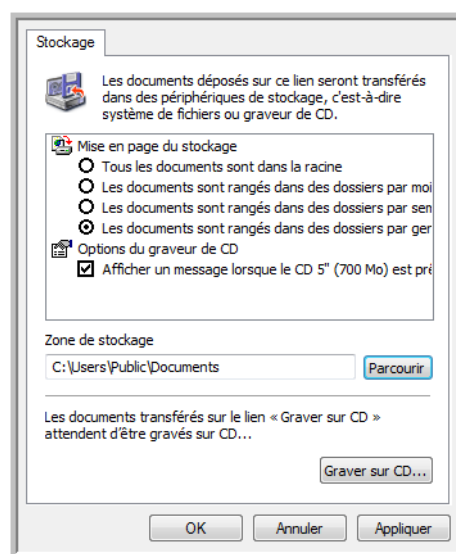 Stockage
Les documents déposés sur ce lien seront transférés
dans des périphériques de stockage, c'est-à-dire
système de fichiers ou graveur de CD.
Mise en page du stockage
Tous les documents sont dans la racine
Les documents sont rangés dans des dossiers par moi
Les documents sont rangés dans des dossiers par sem
Les documents sont rangés dans des dossiers par ger
Options du graveur de CD
Afficher un message lorsque le CD 5" (700 Mo) est pré
Zone de stockage
C:\Users\Public\Documents
Parcourir
Les documents transférés sur le lien « Graver sur CD »
attendent d'être gravés sur CD...
Graver sur CD...
OK
Annuler
Appliquer